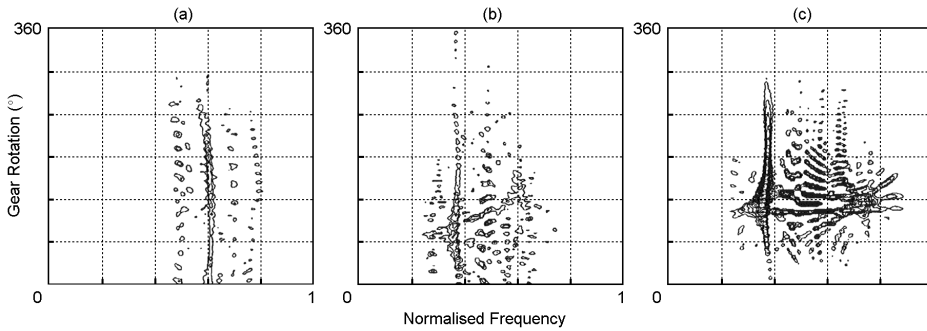 (a) (b) (c)
360 360 360
Gear Rotation (°)
0 1 0 1 0
Normalised Frequency